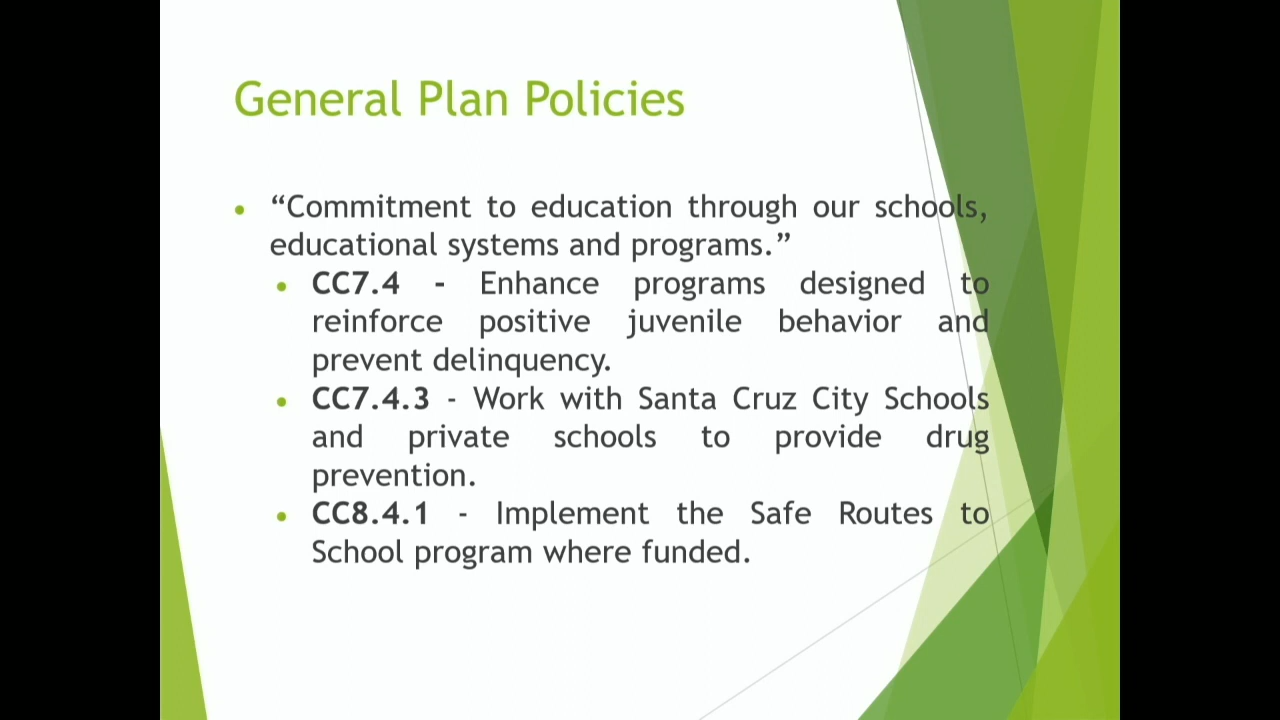 General Plan Policies
“Commitment to education through our schools,
educational systems and programs.”
CC7.4 - Enhance programs designed to
reinforce positive juvenile behavior and
prevent delinquency.
CC7.4.3 - Work with Santa Cruz City Schools
and private schools to provide drug
prevention.
CC8.4.1 - Implement the Safe Routes to
School program where funded.